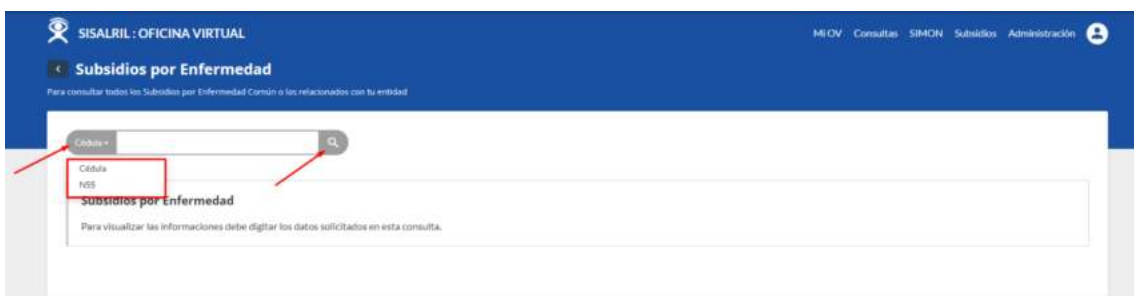 SISALRIL : OFICINA VIRTUAL
Mi OV Consultas SIMON Subsidios Administración
Subsidios por Enfermedad
Para consultar todos los Subsidios por Enfermedad Común o los relacionados con tu entidad
Cédula
Cédula
NSS
Subsidios por Enfermedad
Para visualizar las informaciones debe digitar los datos solicitados en esta consulta.